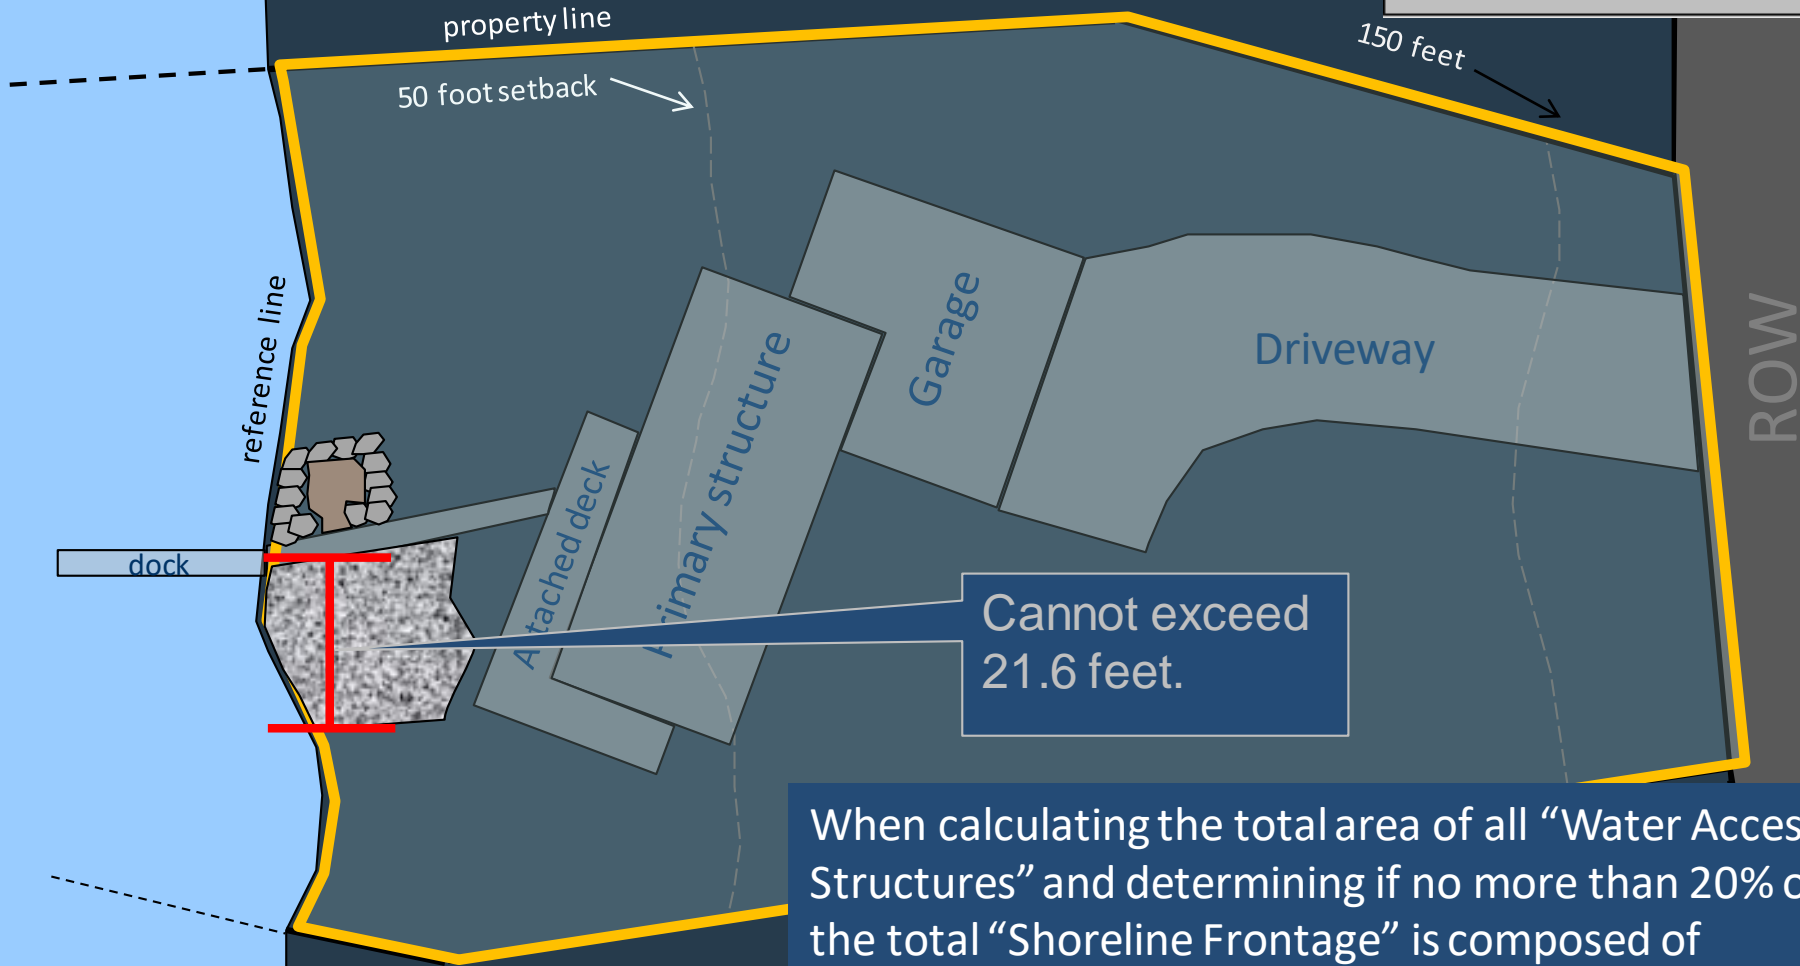 property line
150 feet
50 foot setback
reference line
Garage
Driveway
ROW
Primary structure
Attached deck
dock
Cannot exceed
21.6 feet.
When calculating the total area of all “Water Acces
Structures” and determining if no more than 20% o
the total “Shoreline Frontage” is composed of